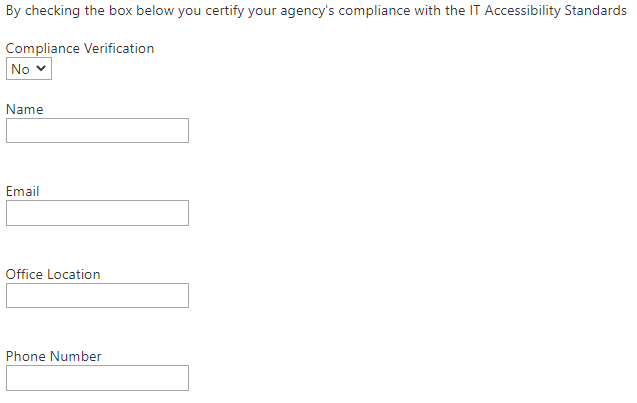 By checking the box below you certify your agency's compliance with the IT Accessibility Standards
Compliance Verification
No
Name
Email
Office Location
Phone Number